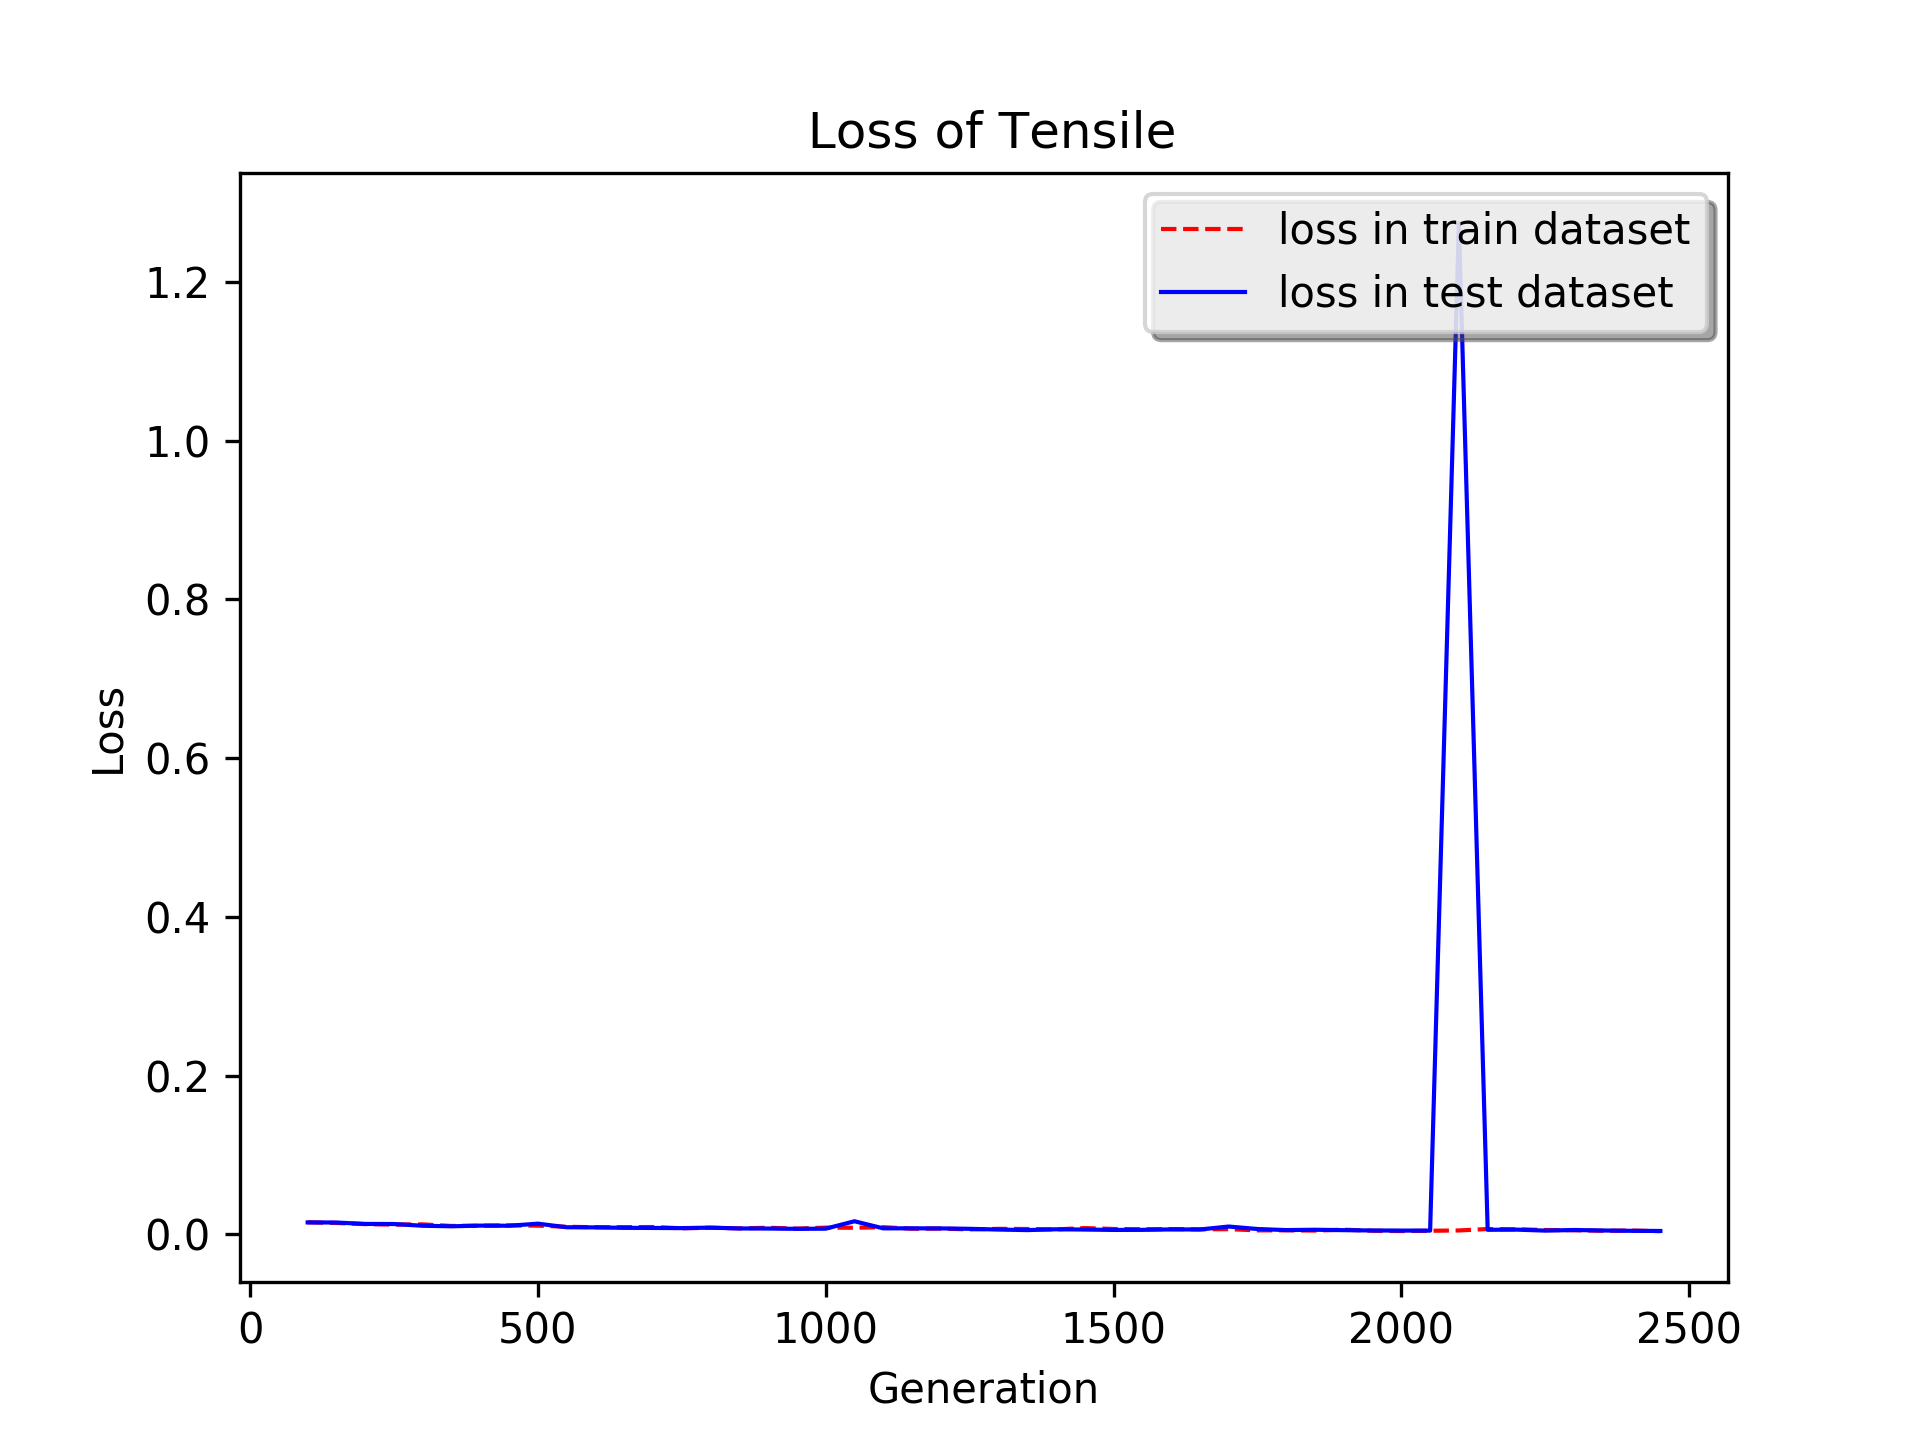 Loss of Tensile
loss in train dataset
loss in test dataset
1.2
1.0
0.8
0.6
0.4
0.2
0.0
Loss
0 500 1000 1500 2000 2500
Generation